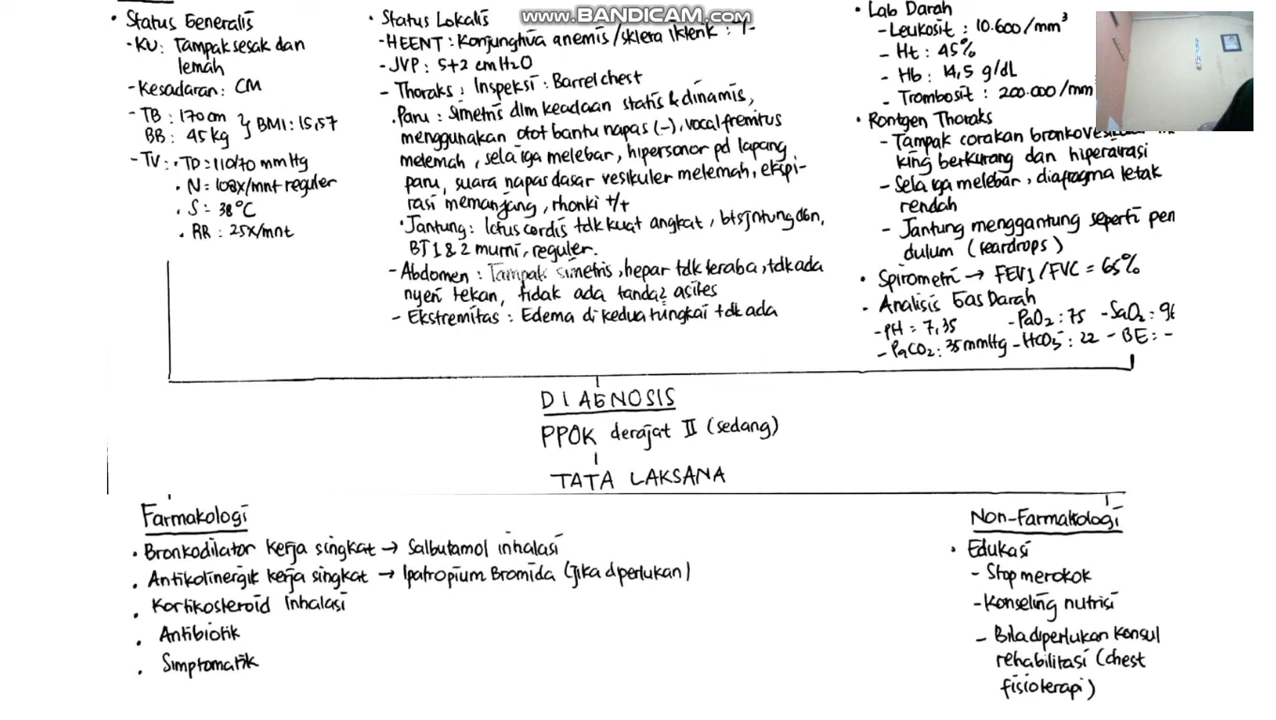 www.BANDICAM.com
• Status Generalis
- KU: Tampak sesak dan
lemah
- Kesadaran: CM
- TB : 170 cm
BB : 45 kg } BMI : 15,57
- TV : • TD = 110/70 mmHg
• N = 108x/mnt reguler
• S = 38°C
• RR : 25x/mnt
• Status Lokalis
- HEENT : Konjunghva anemis/sklera ikterik : -/-
- JVP : 5+2 cmH2O
- Thoraks : Inspeksi : Barrel chest
• Paru : Simetris dlm keadaan statis & dinamis,
menggunakan otot bantu napas (-), vocal fremitus
melemah, sela iga melebar, hipersonor pd lapang
paru, suara napas dasar vesikuler melemah, ekspi-
rasi memanjang, rhonki +/+
• Jantung : Ictus cordis tdk kuat angkat, bts jntung dbn,
BJ 1 & 2 murni, reguler.
- Abdomen : Tampak simetris, hepar tdk teraba, tdk ada
nyeri tekan, tidak ada tanda2 asites
- Ekstremitas : Edema di kedua tungkai tdk ada
• Lab Darah
- Leukosit : 10.600/mm³
- Ht : 45%
- Hb : 14,5 g/dL
- Trombosit : 200.000/mm
• Rontgen Thoraks
- Tampak corakan
king berkurang dan hiperaerasi
- Sela iga melebar, diafragma letak
rendah
- Jantung menggantung seperti pen
dulum (teardrops)
• Spirometri → FEV1/FVC = 65%
• Analisis Gas Darah
- pH = 7,35 - PaO2 : 75 - SaO2 :
- PaCO2 : 35 mmHg - HCO3 : 22 - BE : -
DIAGNOSIS
PPOK derajat II (sedang)
TATA LAKSANA
Farmakologi
• Bronkodilator kerja singkat → Salbutamol inhalasi
• Antikolinergik kerja singkat → Ipatropium Bromida (jika diperlukan)
• Kortikosteroid inhalasi
• Antibiotik
• Simptomatik
Non-Farmakologi
• Edukasi
- Stop merokok
- Konseling nutrisi
- Bila diperlukan konsul
rehabilitasi (chest
fisioterapi)